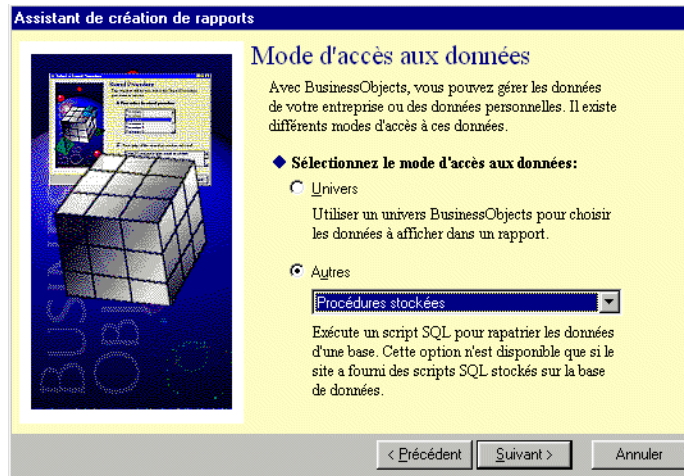 Assistant de création de rapports
Mode d'accès aux données
Avec BusinessObjects, vous pouvez gérer les données
de votre entreprise ou des données personnelles. Il existe
différents modes d'accès à ces données.
Sélectionnez le mode d'accès aux données:
Univers
Utiliser un univers BusinessObjects pour choisir
les données à afficher dans un rapport.
Autres
Procédures stockées
Exécute un script SQL pour rapatrier les données
d'une base. Cette option n'est disponible que si le
site a fourni des scripts SQL stockés sur la base
de données.
BUSINESS
OBJ
< Précédent
Suivant >
Annuler